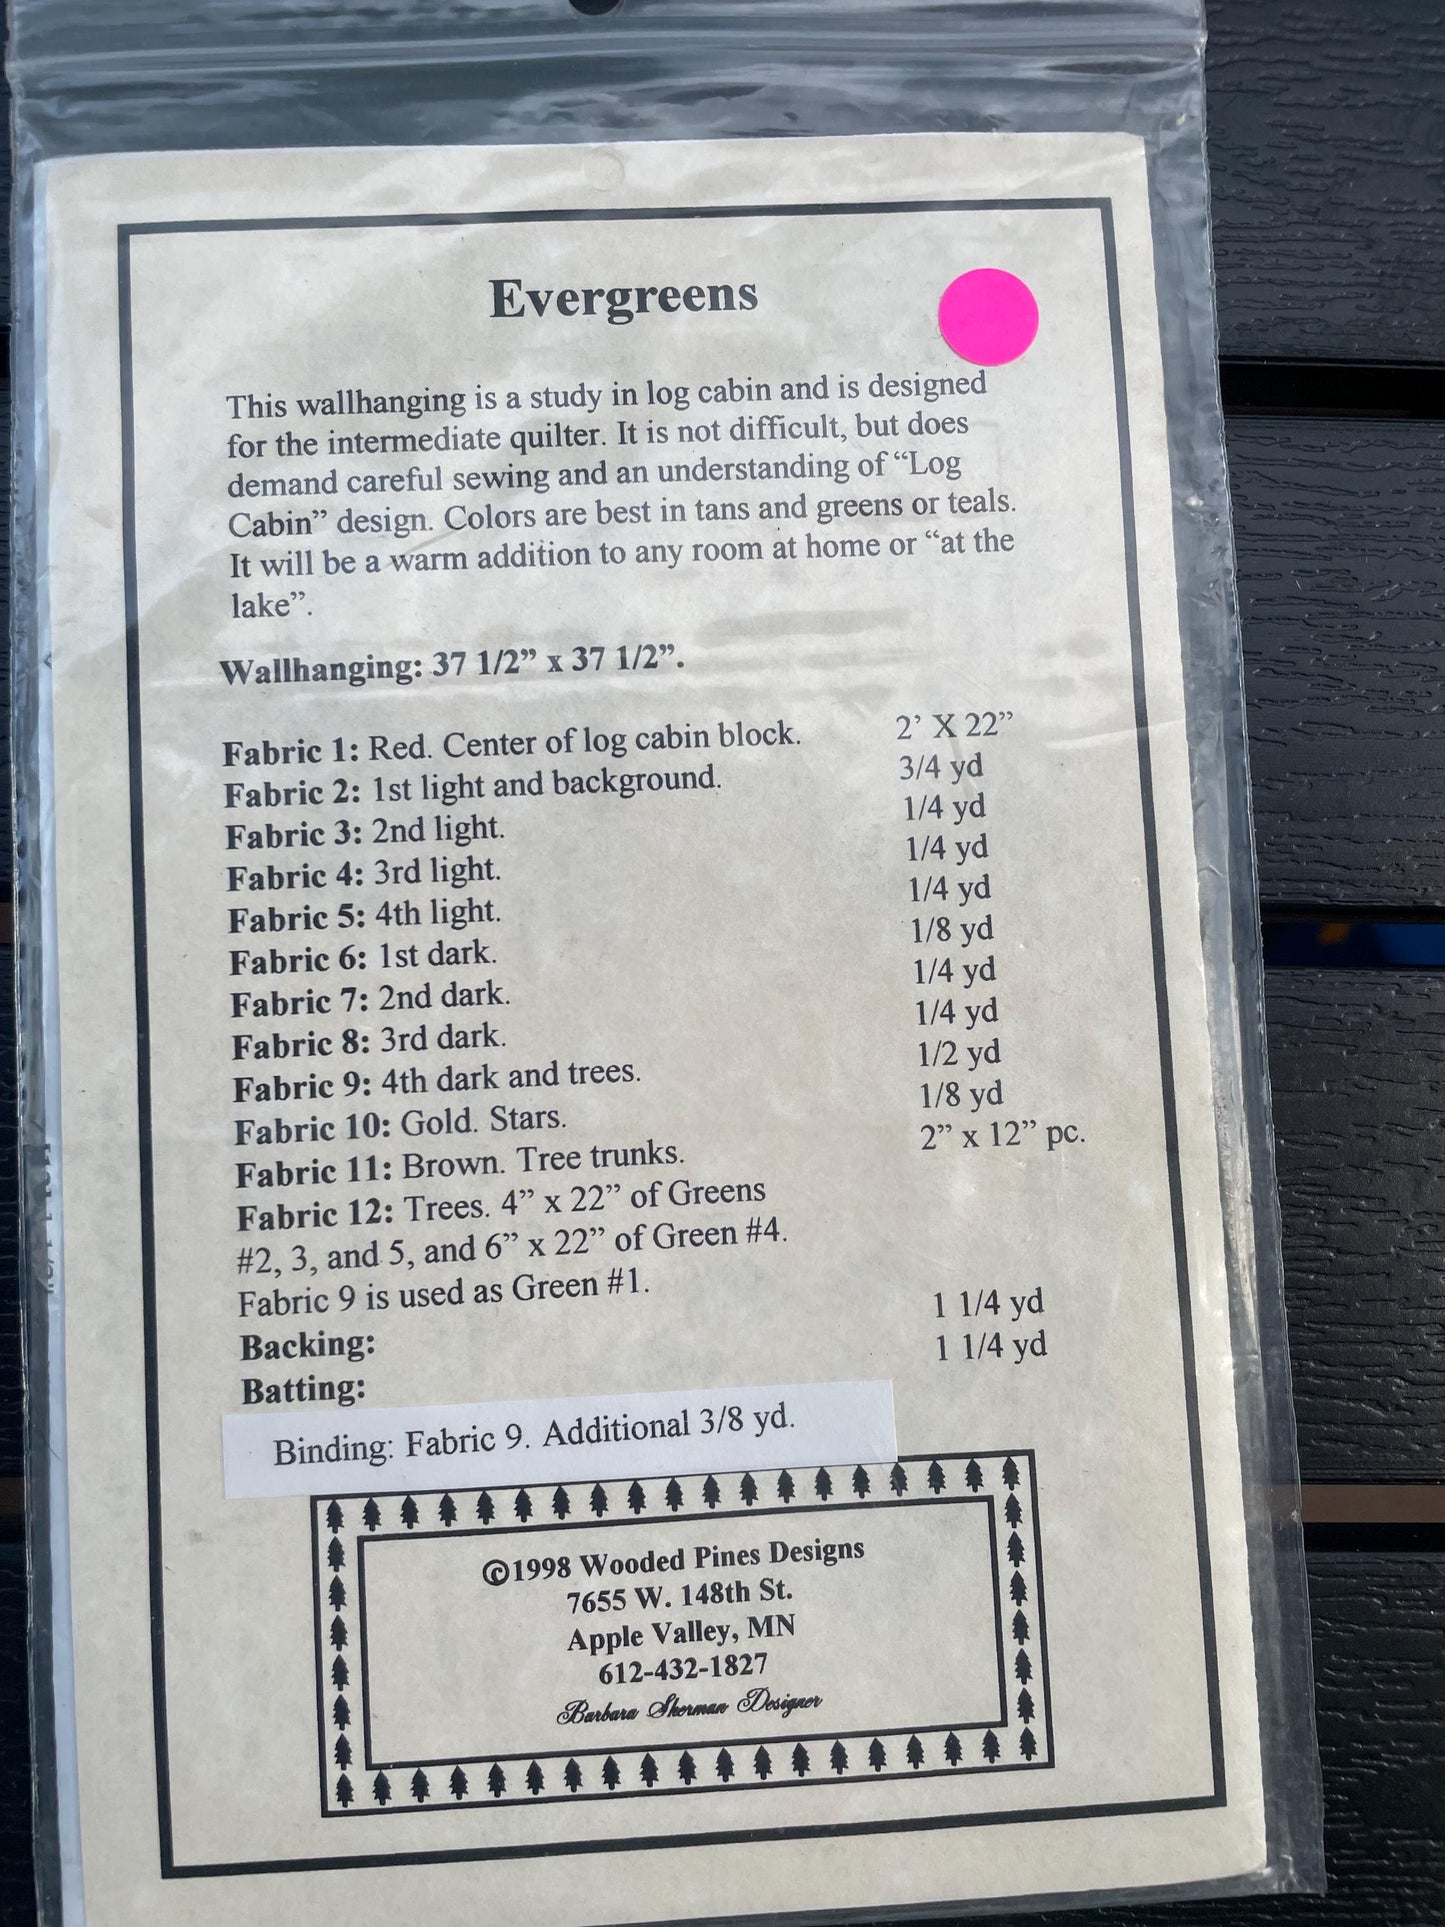 Evergreens
This wallhanging is a study in log cabin and is designed
for the intermediate quilter. It is not difficult, but does
demand careful sewing and an understanding of “Log
Cabin” design. Colors are best in tans and greens or teals.
It will be a warm addition to any room at home or “at the
lake”.
Wallhanging: 37 1/2” x 37 1/2”.
Fabric 1: Red. Center of log cabin block. 2’ X 22”
Fabric 2: 1st light and background. 3/4 yd
Fabric 3: 2nd light. 1/4 yd
Fabric 4: 3rd light. 1/4 yd
Fabric 5: 4th light. 1/4 yd
Fabric 6: 1st dark. 1/8 yd
Fabric 7: 2nd dark. 1/4 yd
Fabric 8: 3rd dark. 1/4 yd
Fabric 9: 4th dark and trees. 1/2 yd
Fabric 10: Gold. Stars. 1/8 yd
Fabric 11: Brown. Tree trunks. 2” x 12” pc.
Fabric 12: Trees. 4” x 22” of Greens
#2, 3, and 5, and 6” x 22” of Green #4.
Fabric 9 is used as Green #1.
Backing: 1 1/4 yd
Batting: 1 1/4 yd
Binding: Fabric 9. Additional 3/8 yd.
©1998 Wooded Pines Designs
7655 W. 148th St.
Apple Valley, MN
612-432-1827
Barbara Sherman Designer